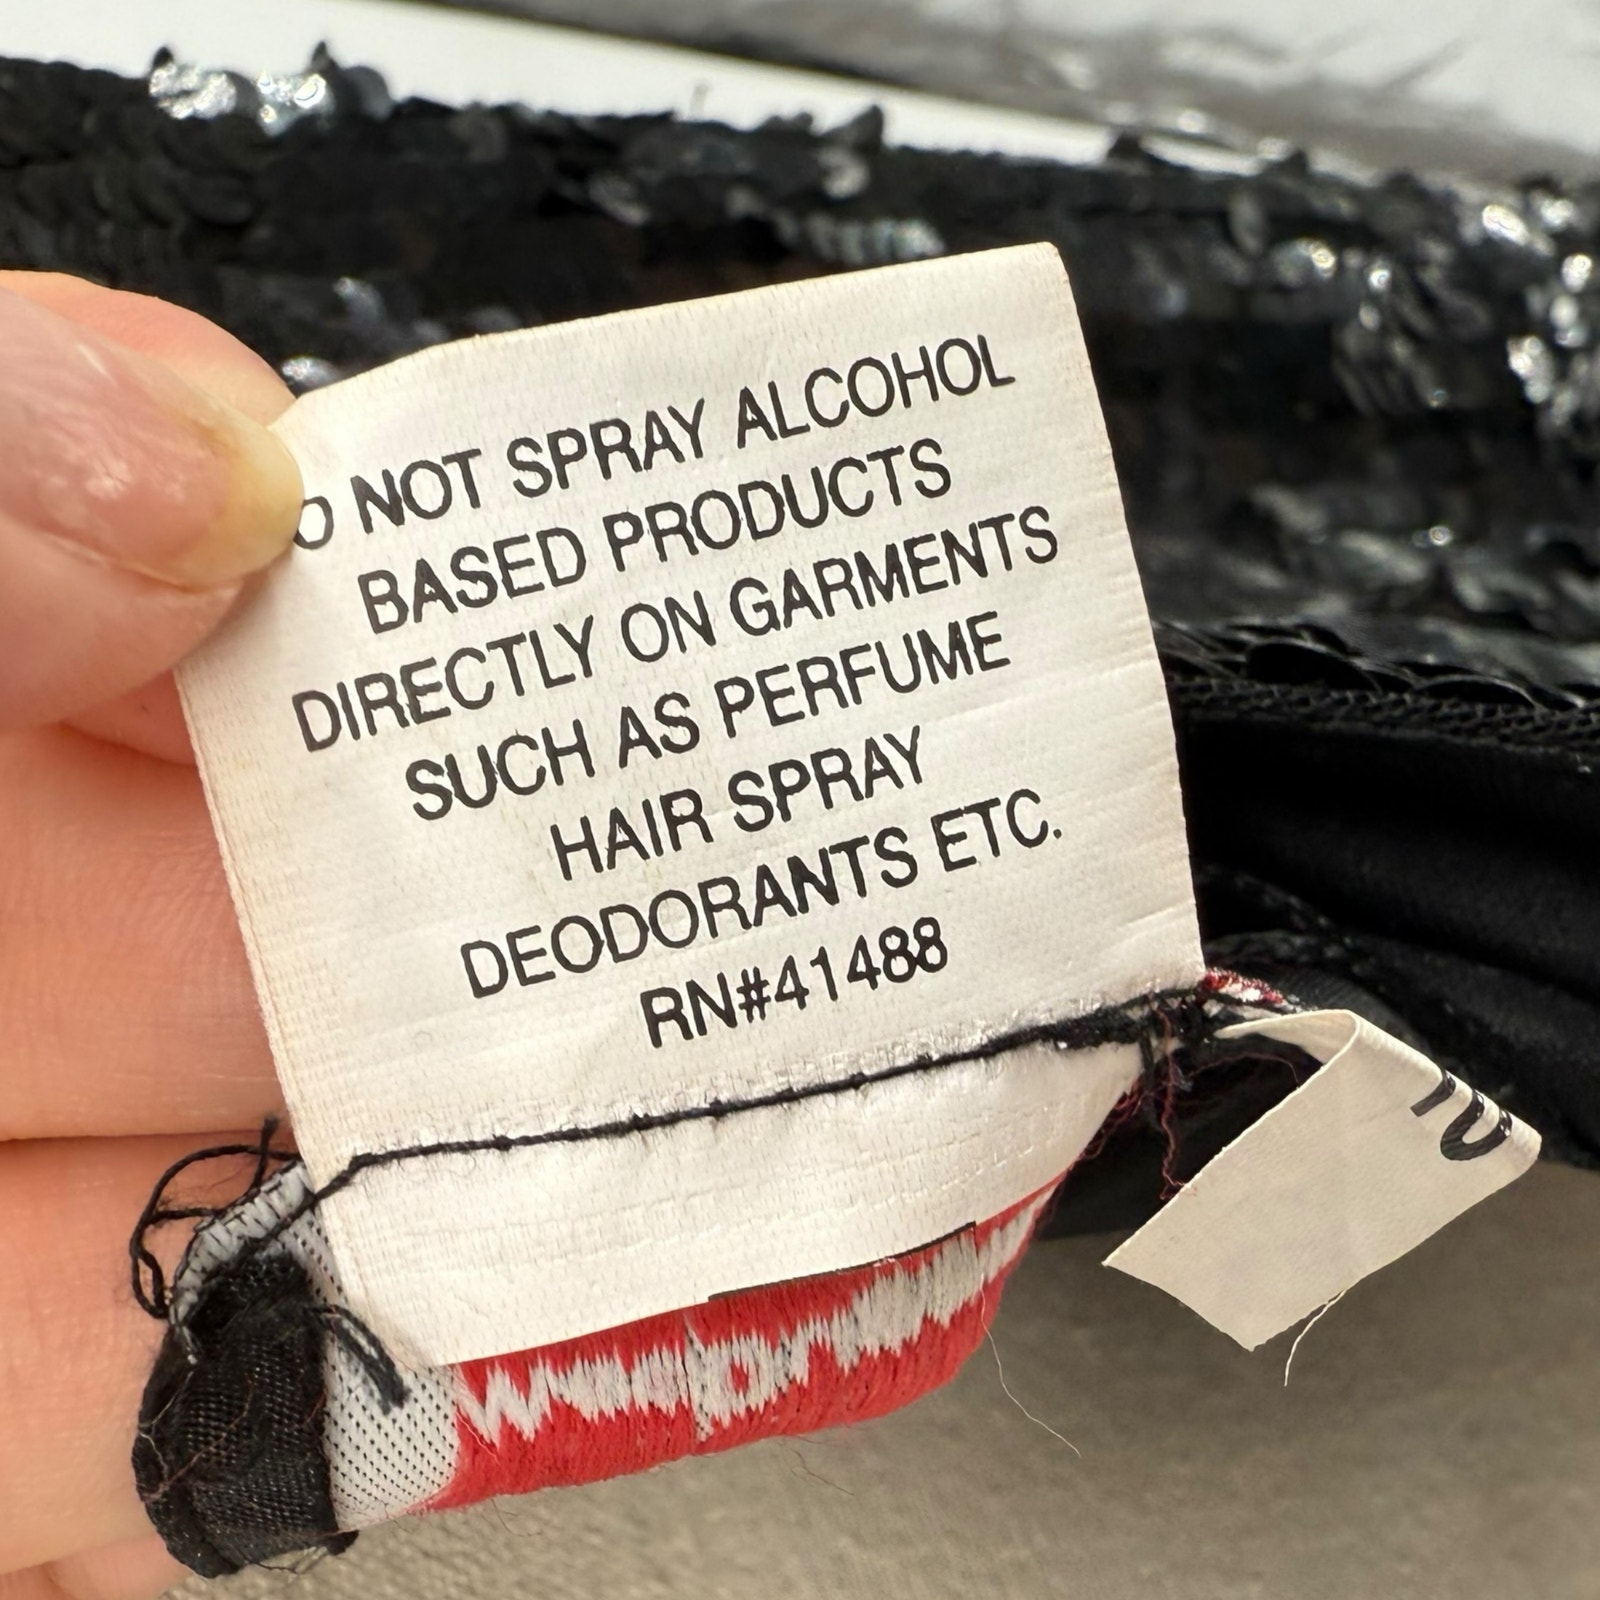 O NOT SPRAY ALCOHOL
BASED PRODUCTS
DIRECTLY ON GARMENTS
SUCH AS PERFUME
HAIR SPRAY
DEODORANTS ETC.
RN#41488